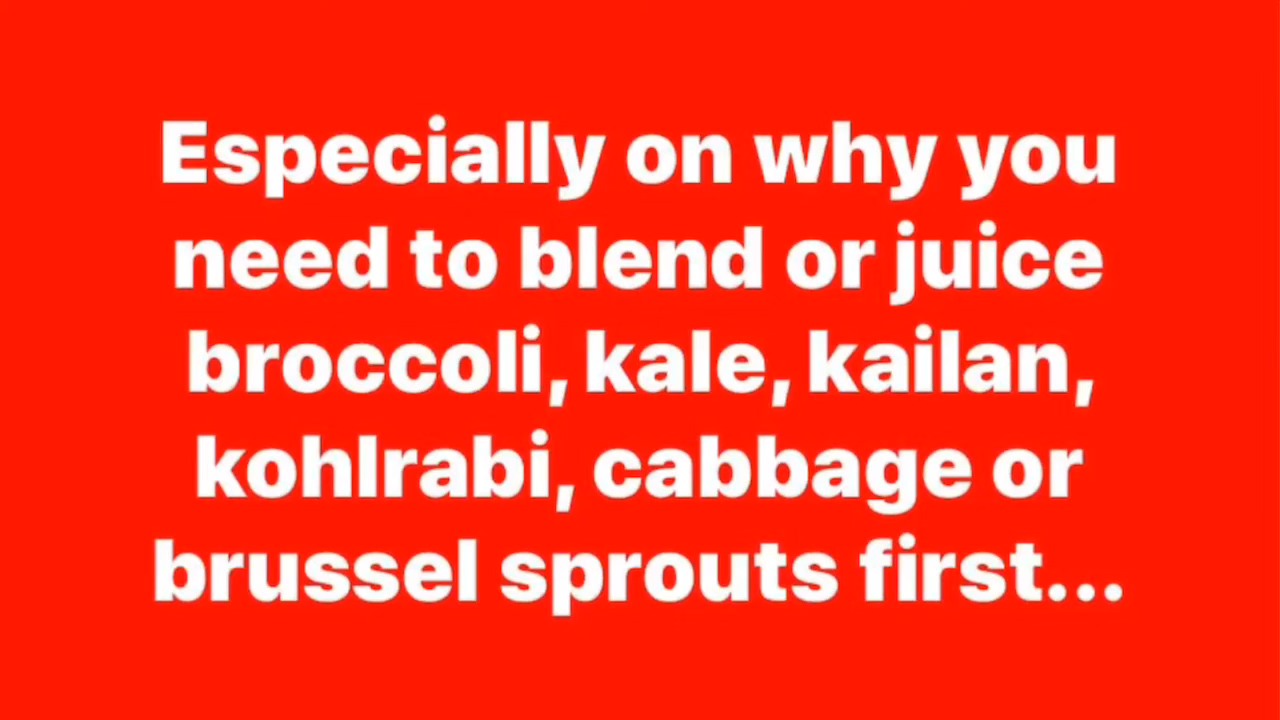 Especially on why you
need to blend or juice
broccoli, kale, kailan,
kohlrabi, cabbage or
brussel sprouts first...